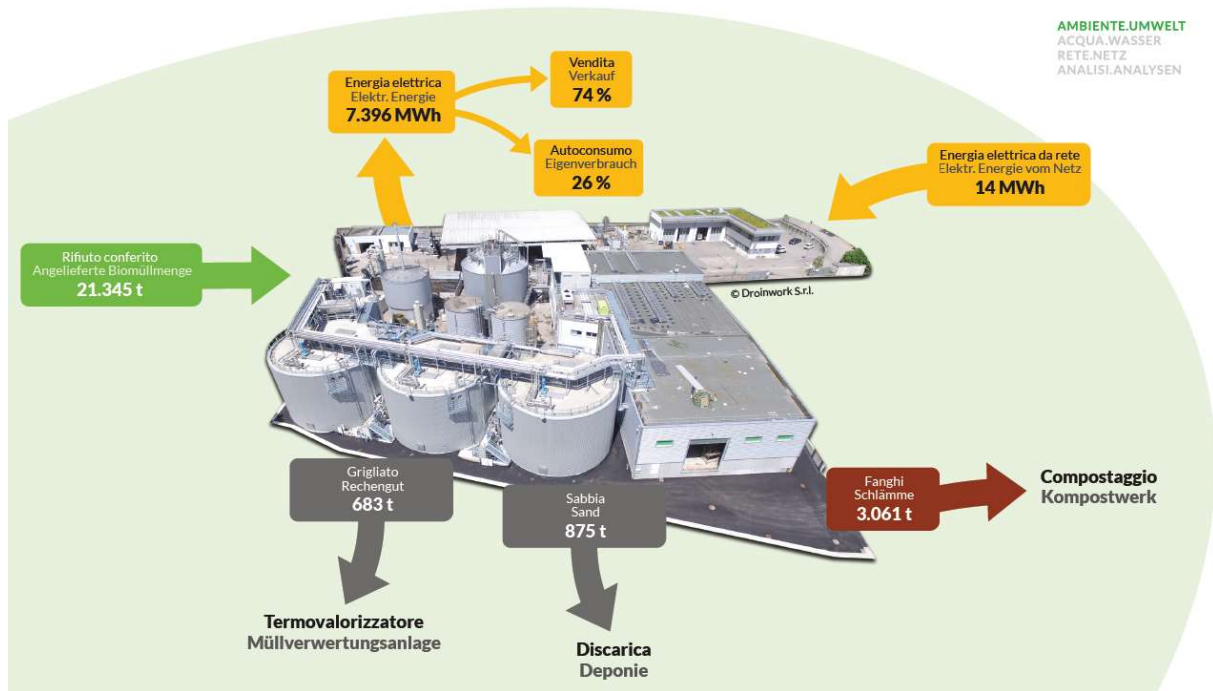 AMBIENTE.UMWELT
ACQUA.WASSER
RETE.NETZ
ANALISI.ANALYSEN
Vendita
Verkauf
74 %
Energia elettrica
Elektr. Energie
7.396 MWh
Autoconsumo
Eigenverbrauch
26 %
Energia elettrica da rete
Elektr. Energie vom Netz
14 MWh
Rifiuto conferito
Angelieferte Biomüllmenge
21.345 t
© Droinwork S.r.l.
Grigliato
Rechengut
683 t
Sabbia
Sand
875 t
Fanghi
Schlämme
3.061 t
Compostaggio
Kompostwerk
Termovalorizzatore
Müllverwertungsanlage
Discarica
Deponie